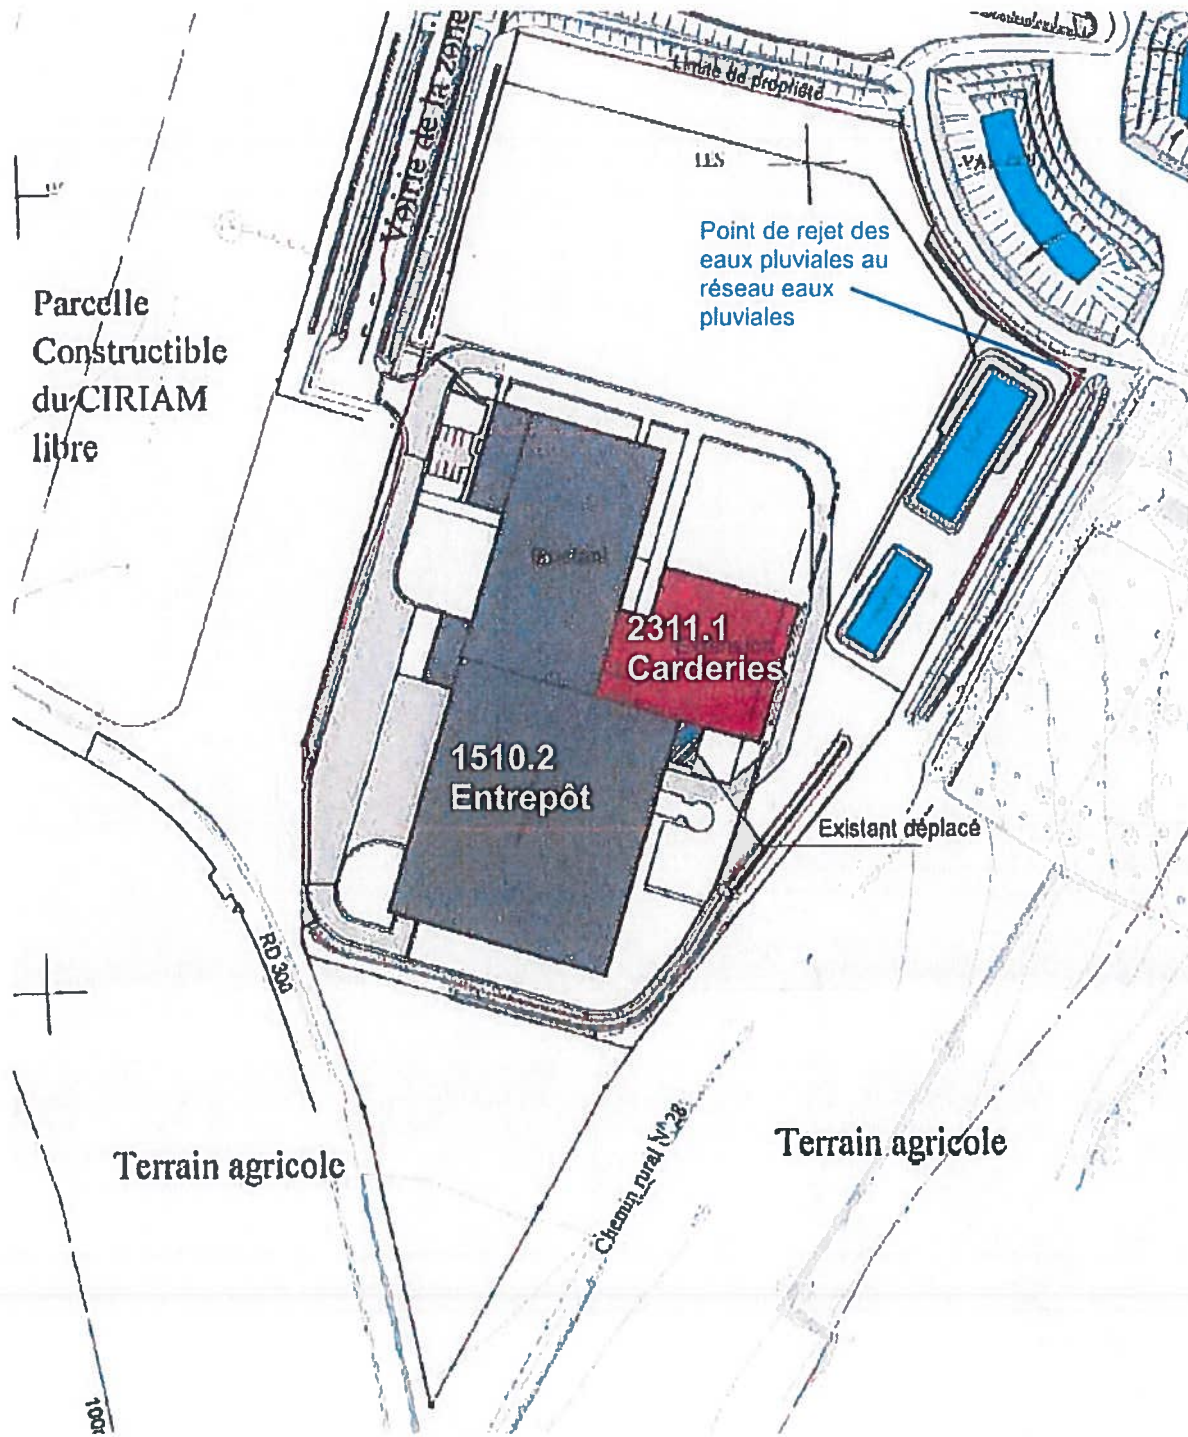 Voirie de la zone
Limite de propriété
LES
Point de rejet des
eaux pluviales au
réseau eaux
pluviales
Parcelle
Constructible
du CIRIAM
libre
2311.1
Carderies
1510.2
Entrepôt
Existant déplacé
RD 300
Chemin rural N°28
Terrain agricole
Terrain agricole